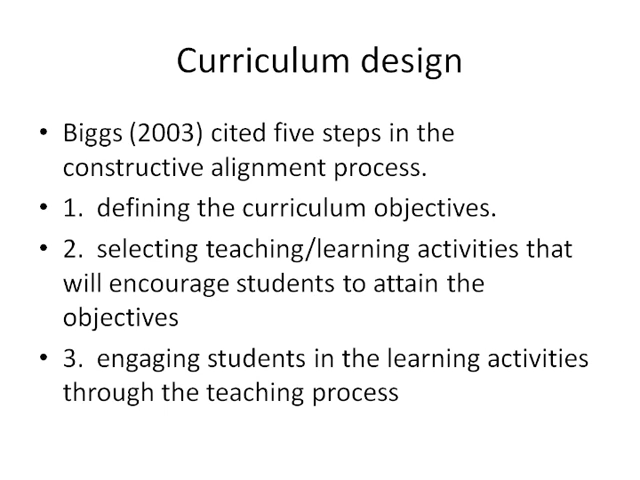 Curriculum design
• Biggs (2003) cited five steps in the
constructive alignment process.
• 1.  defining the curriculum objectives.
• 2.  selecting teaching/learning activities that
will encourage students to attain the
objectives
• 3.  engaging students in the learning activities
through the teaching process